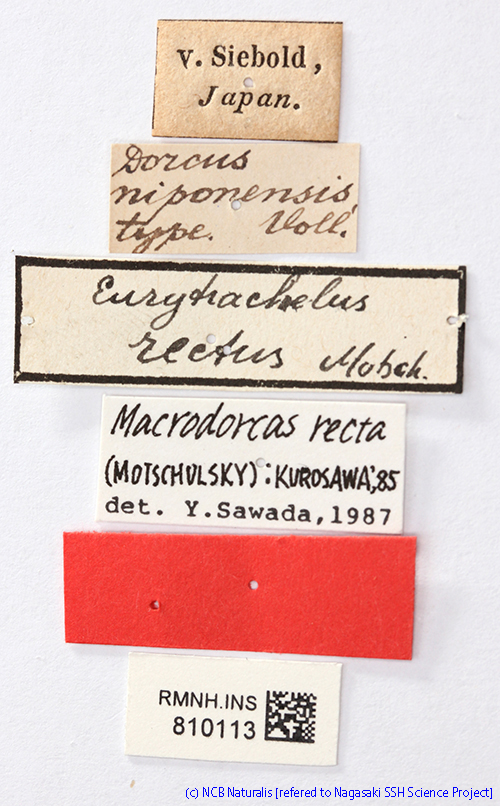 v. Siebold,
Japan.
Dorcus
niponensis
type. Voll.
Eurytrachelus
rectus Motsch.
Macrodorcas recta
(MOTSCHULSKY): KUROSAWA,'85
det. Y.Sawada,1987
RMNH.INS
810113
(c) NCB Naturalis [refered to Nagasaki SSH Science Project]